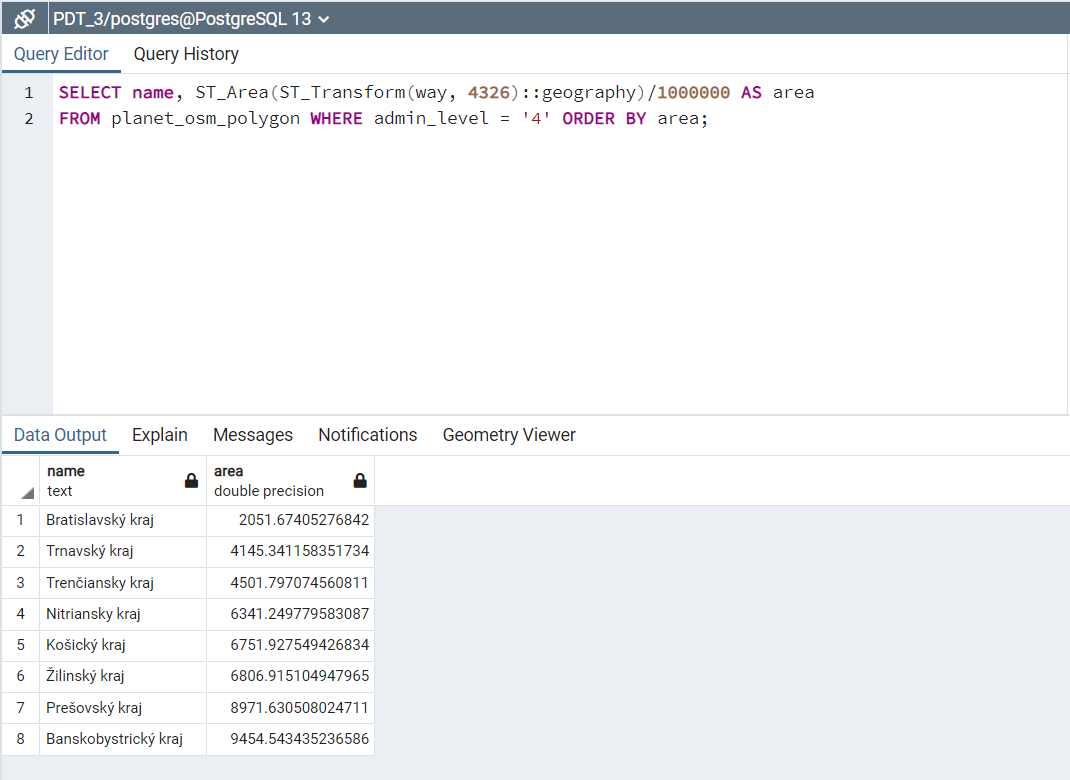 PDT_3/postgres@PostgreSQL 13
Query Editor Query History
1 SELECT name, ST_Area(ST_Transform(way, 4326)::geography)/1000000 AS area
2 FROM planet_osm_polygon WHERE admin_level = '4' ORDER BY area;
Data Output Explain Messages Notifications Geometry Viewer
name area
text double precision
1 Bratislavský kraj 2051.67405276842
2 Trnavský kraj 4145.341158351734
3 Trenčiansky kraj 4501.797074560811
4 Nitriansky kraj 6341.249779583087
5 Košický kraj 6751.927549426834
6 Žilinský kraj 6806.915104947965
7 Prešovský kraj 8971.630508024711
8 Banskobystrický kraj 9454.543435236586